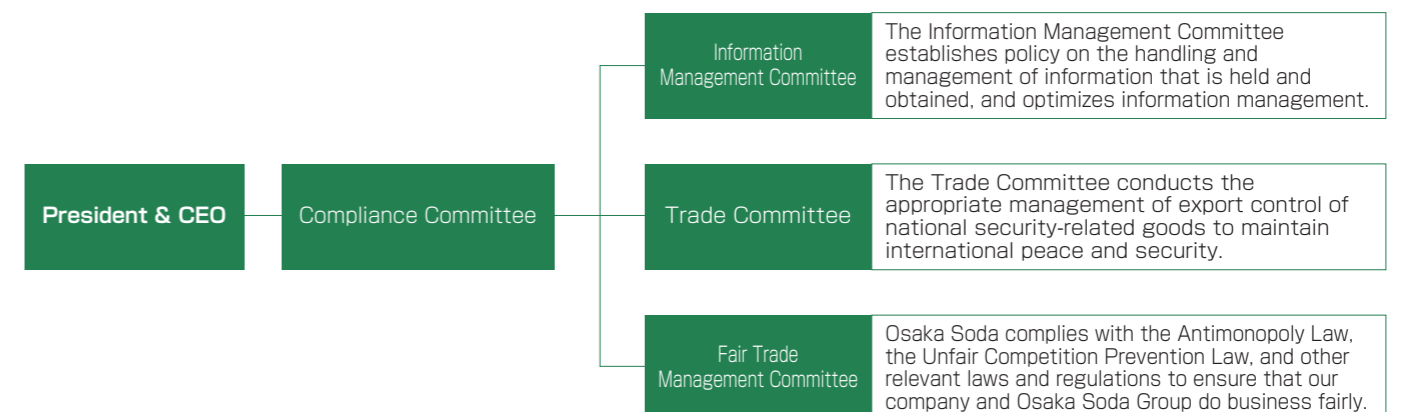 President & CEO
Compliance Committee
Information
Management Committee
The Information Management Committee
establishes policy on the handling and
management of information that is held and
obtained, and optimizes information management.
Trade Committee
The Trade Committee conducts the
appropriate management of export control of
national security-related goods to maintain
international peace and security.
Fair Trade
Management Committee
Osaka Soda complies with the Antimonopoly Law,
the Unfair Competition Prevention Law, and other
relevant laws and regulations to ensure that our
company and Osaka Soda Group do business fairly.